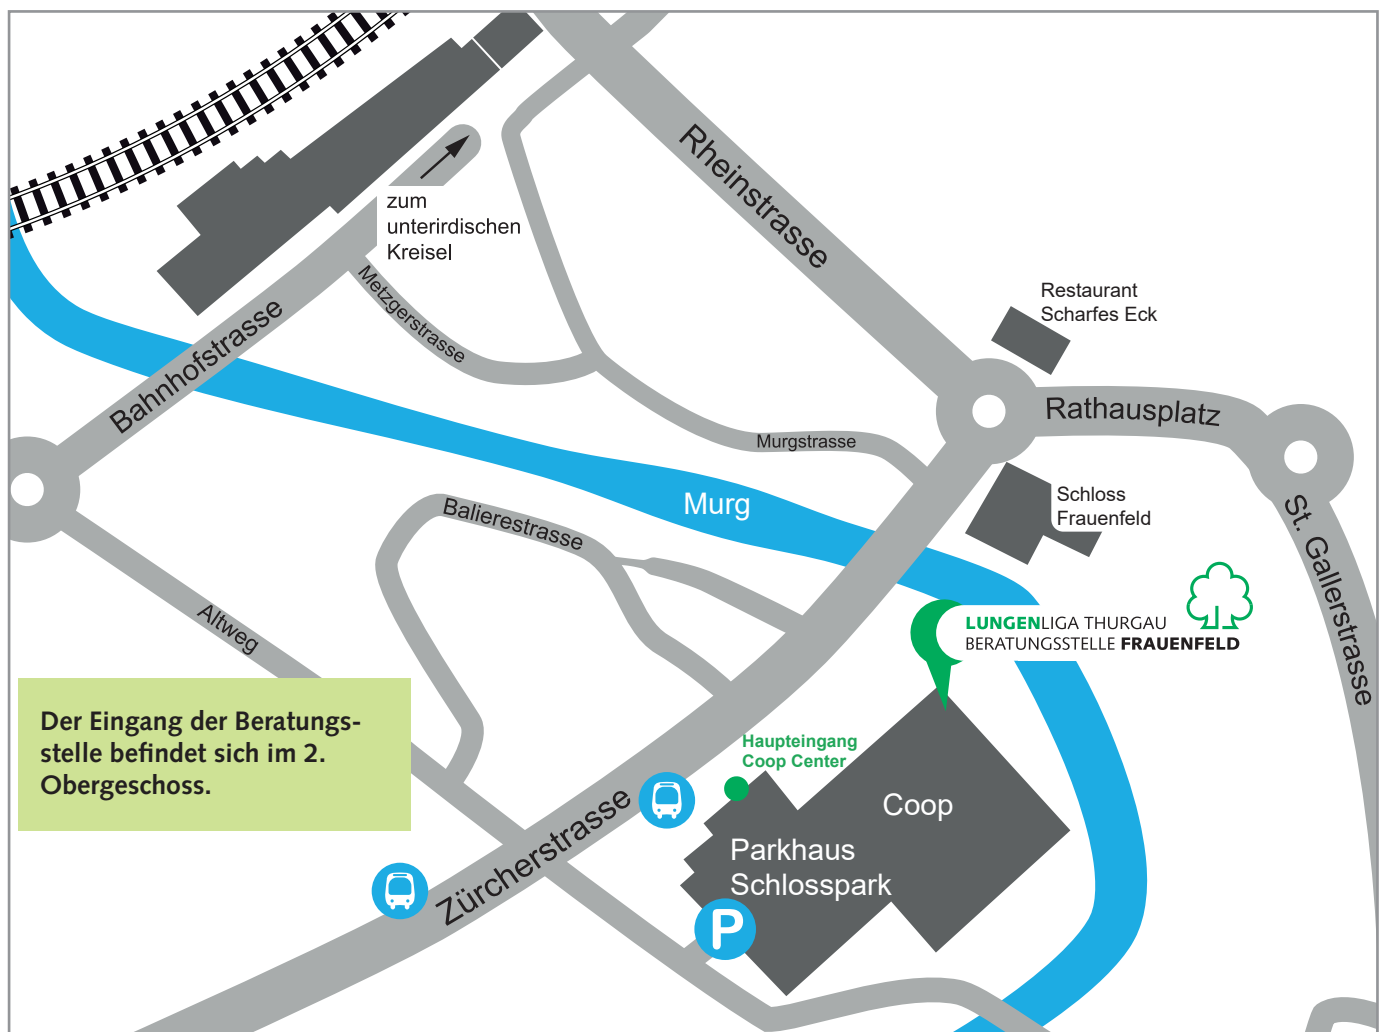 Rheinstrasse
zum
unterirdischen
Kreisel
Metzgerstrasse
Bahnhofstrasse
Restaurant
Scharfes Eck
Rathausplatz
Murgstrasse
Murg
Schloss
Frauenfeld
St. Gallerstrasse
Balierestrasse
Altweg
LUNGENLIGA THURGAU
BERATUNGSSTELLE FRAUENFELD
Der Eingang der Beratungs-
stelle befindet sich im 2.
Obergeschoss.
Haupteingang
Coop Center
Coop
Zürcherstrasse
Parkhaus
Schlosspark
P